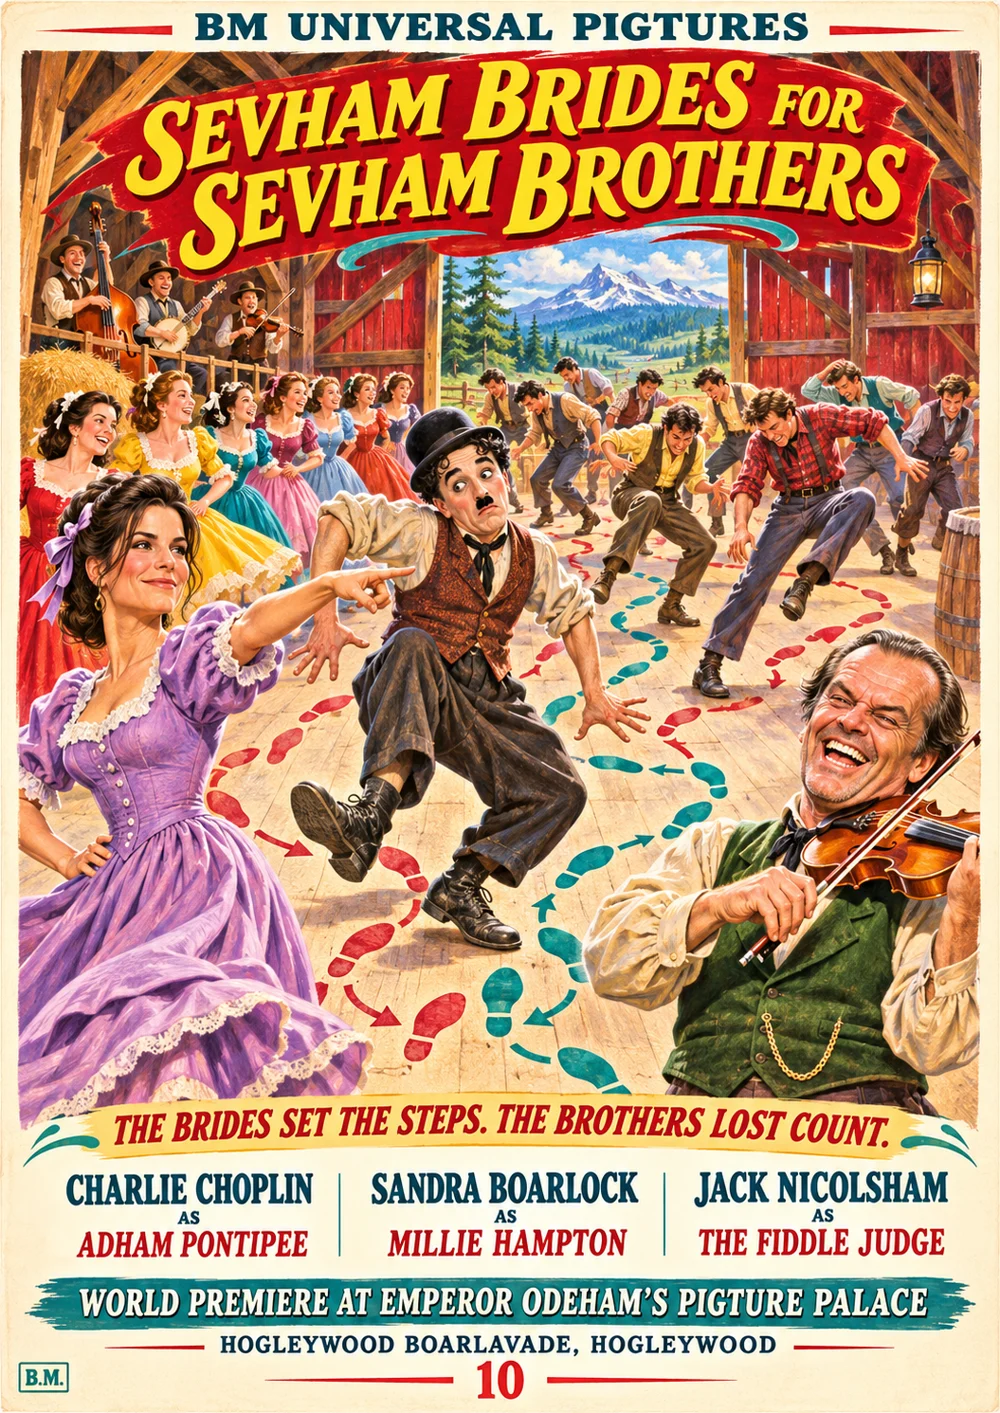 BM UNIVERSAL PIGTURES
SEVHAM BRIDES FOR
SEVHAM BROTHERS
THE BRIDES SET THE STEPS. THE BROTHERS LOST COUNT.
CHARLIE CHOPLIN
AS
ADHAM PONTIPEE
SANDRA BOARLOCK
AS
MILLIE HAMPTON
JACK NICOLSHAM
AS
THE FIDDLE JUDGE
WORLD PREMIERE AT EMPEROR ODEHAM'S PIGTURE PALACE
HOGLEYWOOD BOARLAVADE, HOGLEYWOOD
10
B.M.